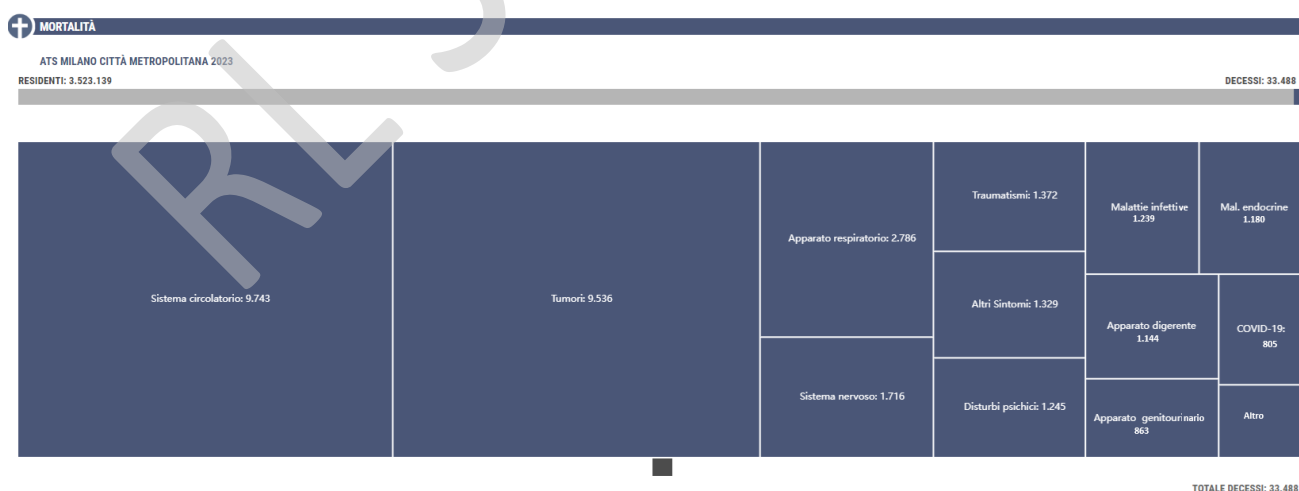 MORTALITÀ
ATS MILANO CITTÀ METROPOLITANA 2023
RESIDENTI: 3.523.139
DECESSI: 33.488
Sistema circolatorio: 9.743
Tumori: 9.536
Apparato respiratorio: 2.786
Sistema nervoso: 1.716
Traumatismi: 1.372
Altri Sintomi: 1.329
Disturbi psichici: 1.245
Malattie infettive
1.239
Mal. endocrine
1.180
Apparato digerente
1.144
COVID-19:
805
Apparato genitourinario
863
Altro
TOTALE DECESSI: 33.488
RL